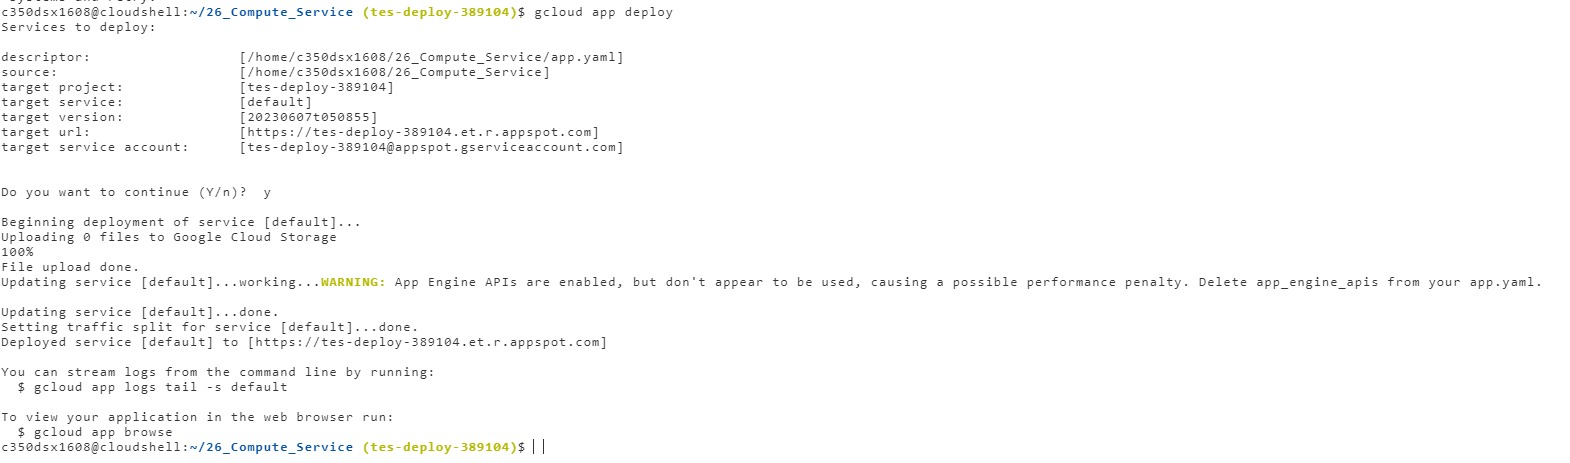 c350dsx1608@cloudshell:~/26_Compute_Service (tes-deploy-389104)$ gcloud app deploy
Services to deploy:
descriptor: [/home/c350dsx1608/26_Compute_Service/app.yaml]
source: [/home/c350dsx1608/26_Compute_Service]
target project: [tes-deploy-389104]
target service: [default]
target version: [20230607t050855]
target url: [https://tes-deploy-389104.et.r.appspot.com]
target service account: [tes-deploy-389104@appspot.gserviceaccount.com]
Do you want to continue (Y/n)? y
Beginning deployment of service [default]...
Uploading 0 files to Google Cloud Storage
100%
File upload done.
Updating service [default]...working...WARNING: App Engine APIs are enabled, but don't appear to be used, causing a possible performance penalty. Delete app_engine_apis from your app.yaml.
Updating service [default]...done.
Setting traffic split for service [default]...done.
Deployed service [default] to [https://tes-deploy-389104.et.r.appspot.com]
You can stream logs from the command line by running:
$ gcloud app logs tail -s default
To view your application in the web browser run:
$ gcloud app browse
c350dsx1608@cloudshell:~/26_Compute_Service (tes-deploy-389104)$